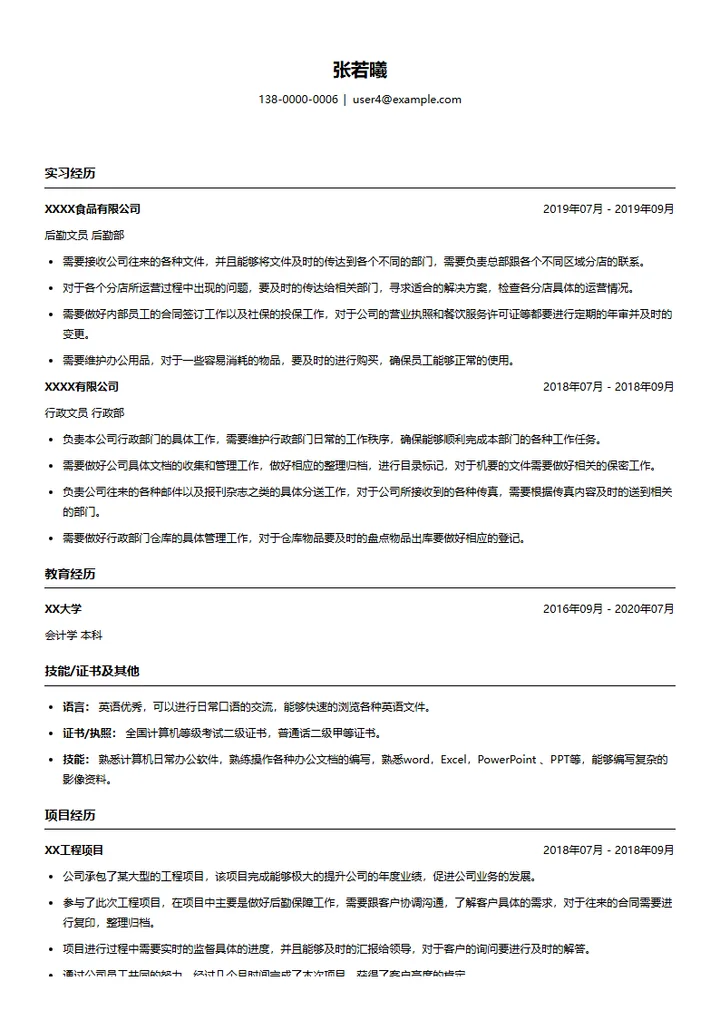 张若曦
138-0000-0006 | user4@example.com
实习经历
XXXX食品有限公司 2019年07月 - 2019年09月
后勤文员 后勤部
• 需要接收公司往来的各种文件，并且能够将文件及时的传达到各个不同的部门，需要负责总部跟各个不同区域分店的联系。
• 对于各个分店所运营过程中出现的问题，要及时的传达给相关部门，寻求适合的解决方案，检查各分店具体的运营情况。
• 需要做好内部员工的合同签订工作以及社保的投保工作，对于公司的营业执照和餐饮服务许可证等都要进行定期的年审并及时的
变更。
• 需要维护办公用品，对于一些容易消耗的物品，要及时的进行购买，确保员工能够正常的使用。
XXXX有限公司 2018年07月 - 2018年09月
行政文员 行政部
• 负责本公司行政部门的具体工作，需要维护行政部门日常的工作秩序，确保能够顺利完成本部门的各种工作任务。
• 需要做好公司具体文档的收集和管理工作，做好相应的整理归档，进行目录标记，对于机要的文件需要做好相关的保密工作。
• 负责公司往来的各种邮件以及报刊杂志之类的具体分送工作，对于公司所接收到的各种传真，需要根据传真内容及时的送到相关
的部门。
• 需要做好行政部门仓库的具体管理工作，对于仓库物品要及时的盘点物品出库要做好相应的登记。
教育经历
XX大学 2016年09月 - 2020年07月
会计学 本科
技能/证书及其他
• 语言： 英语优秀，可以进行日常口语的交流，能够快速的浏览各种英语文件。
• 证书/执照： 全国计算机等级考试二级证书，普通话二级甲等证书。
• 技能： 熟悉计算机日常办公软件，熟练操作各种办公文档的编写，熟悉word，Excel，PowerPoint 、PPT等，能够编写复杂的
影像资料。
项目经历
XX工程项目 2018年07月 - 2018年09月
• 公司承包了某大型的工程项目，该项目完成能够极大的提升公司的年度业绩，促进公司业务的发展。
• 参与了此次工程项目，在项目中主要是做好后勤保障工作，需要跟客户协调沟通，了解客户具体的需求，对于往来的合同需要进
行复印，整理归档。
• 项目进行过程中需要实时的监督具体的进度，并且能够及时的汇报给领导，对于客户的询问要进行及时的解答。
• 通过公司员工共同的努力，经过几个月时间完成了本次项目，获得了客户高度的肯定